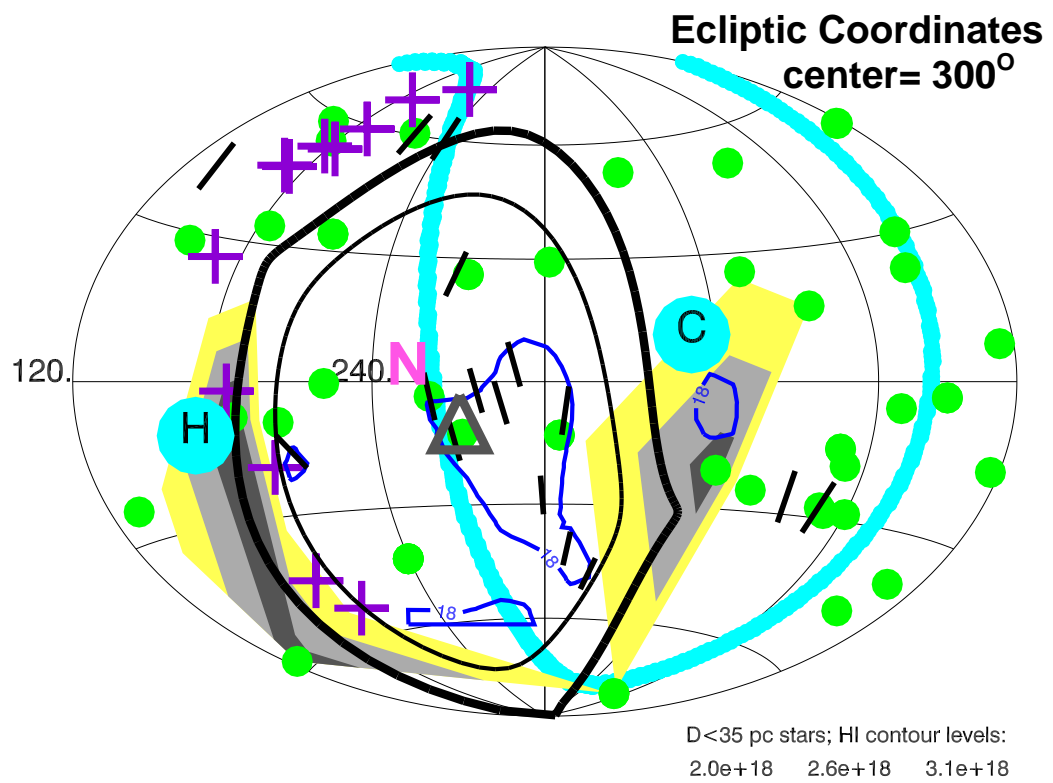 Ecliptic Coordinates
center= 300O
C
N
120.
240.
18
H
18
18
D<35 pc stars; HI contour levels:
2.0e+18 2.6e+18 3.1e+18